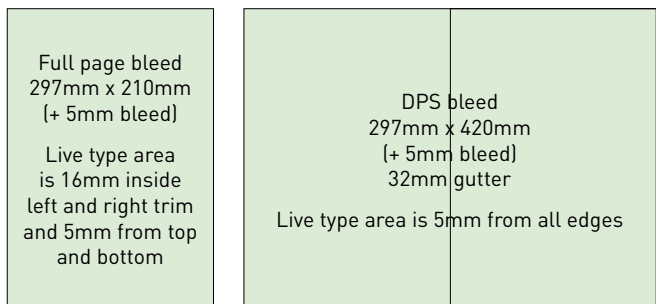 Full page bleed
297mm x 210mm
(+ 5mm bleed)
Live type area
is 16mm inside
left and right trim
and 5mm from top
and bottom
DPS bleed
297mm x 420mm
(+ 5mm bleed)
32mm gutter
Live type area is 5mm from all edges